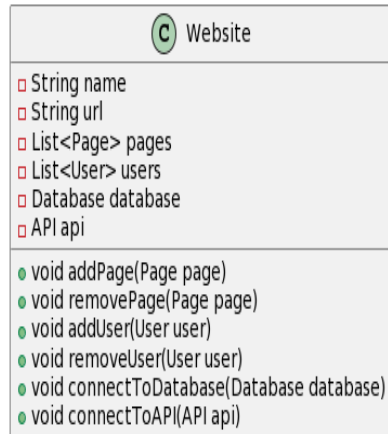 C Website
String name
String url
List<Page> pages
List<User> users
Database database
API api
void addPage(Page page)
void removePage(Page page)
void addUser(User user)
void removeUser(User user)
void connectToDatabase(Database database)
void connectToAPI(API api)